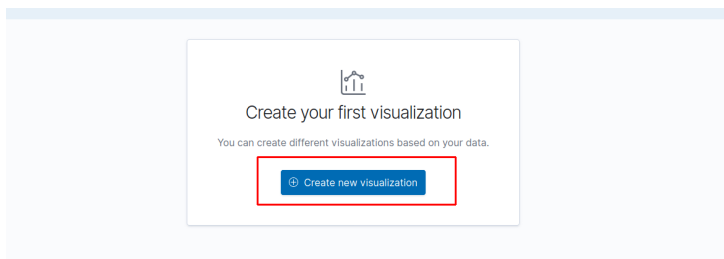 Create your first visualization
You can create different visualizations based on your data.
Create new visualization